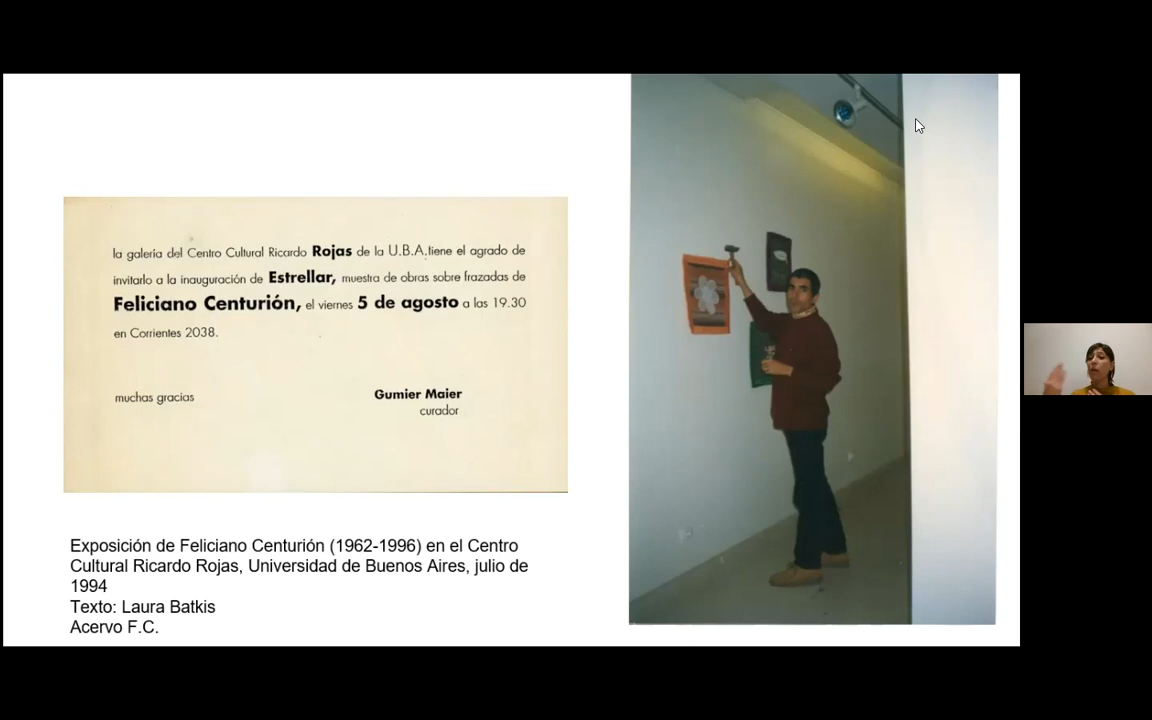 la galería del Centro Cultural Ricardo Rojas de la U.B.A. tiene el agrado de
invitarlo a la inauguración de Estrellar, muestra de obras sobre frazadas de
Feliciano Centurión, el viernes 5 de agosto a las 19.30
en Corrientes 2038.
muchas gracias
Gumier Maier
curador
Exposición de Feliciano Centurión (1962-1996) en el Centro
Cultural Ricardo Rojas, Universidad de Buenos Aires, julio de
1994
Texto: Laura Batkis
Acervo F.C.